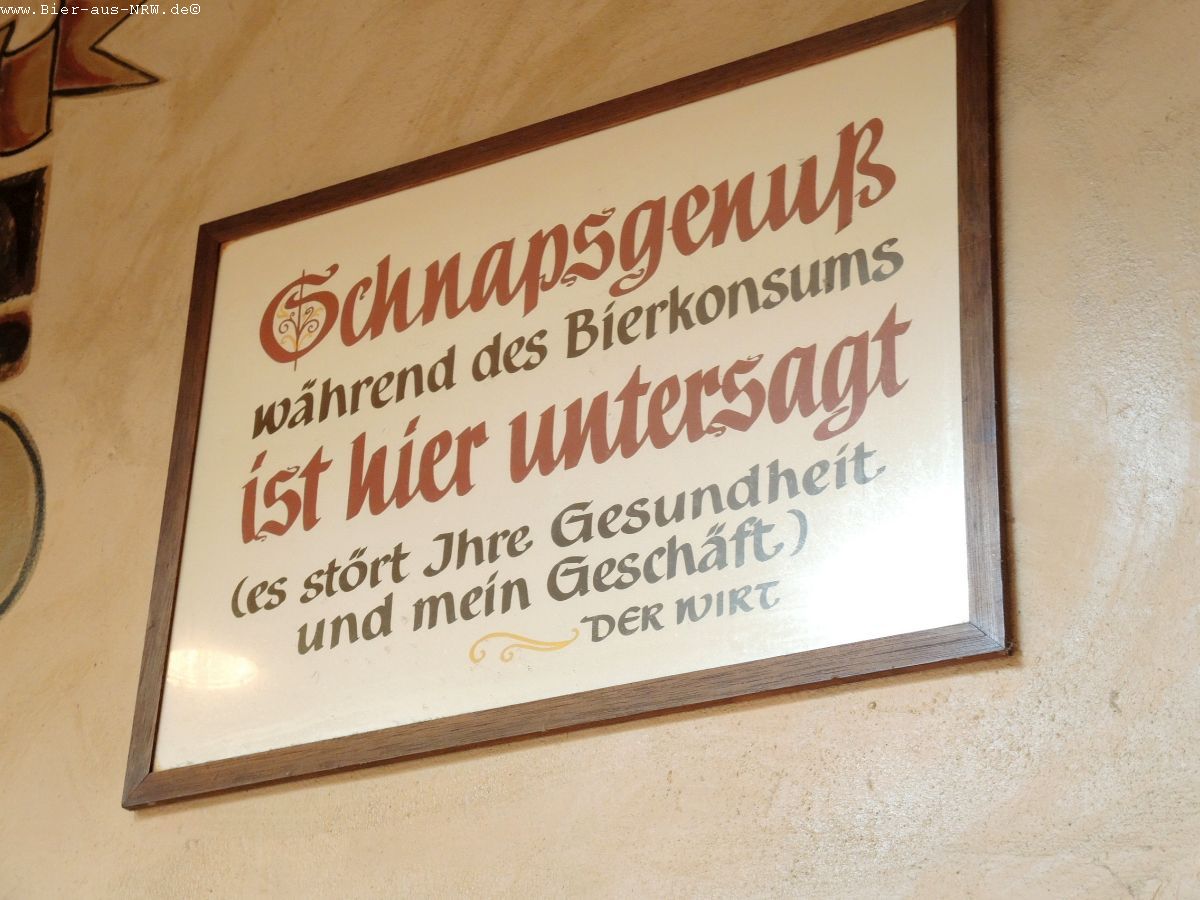 www.Bier-aus-NRW.de©
Schnapsgenuß
während des Bierkonsums
ist hier untersagt
(es stört Ihre Gesundheit
und mein Geschäft)
DER WIRT